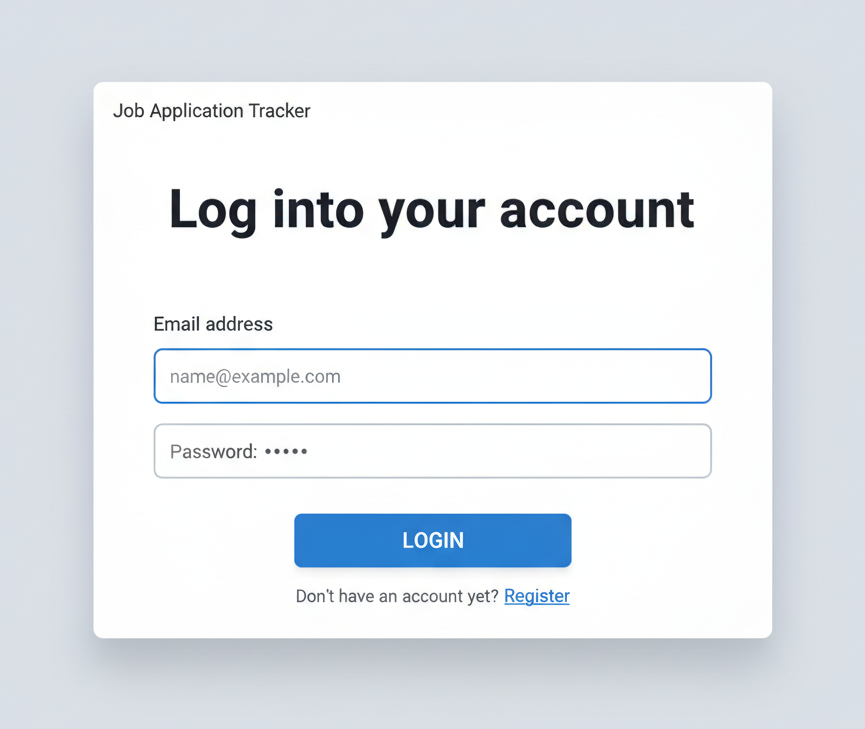 Job Application Tracker
Log into your account
Email address
name@example.com
Password: •••••
LOGIN
Don't have an account yet? Register